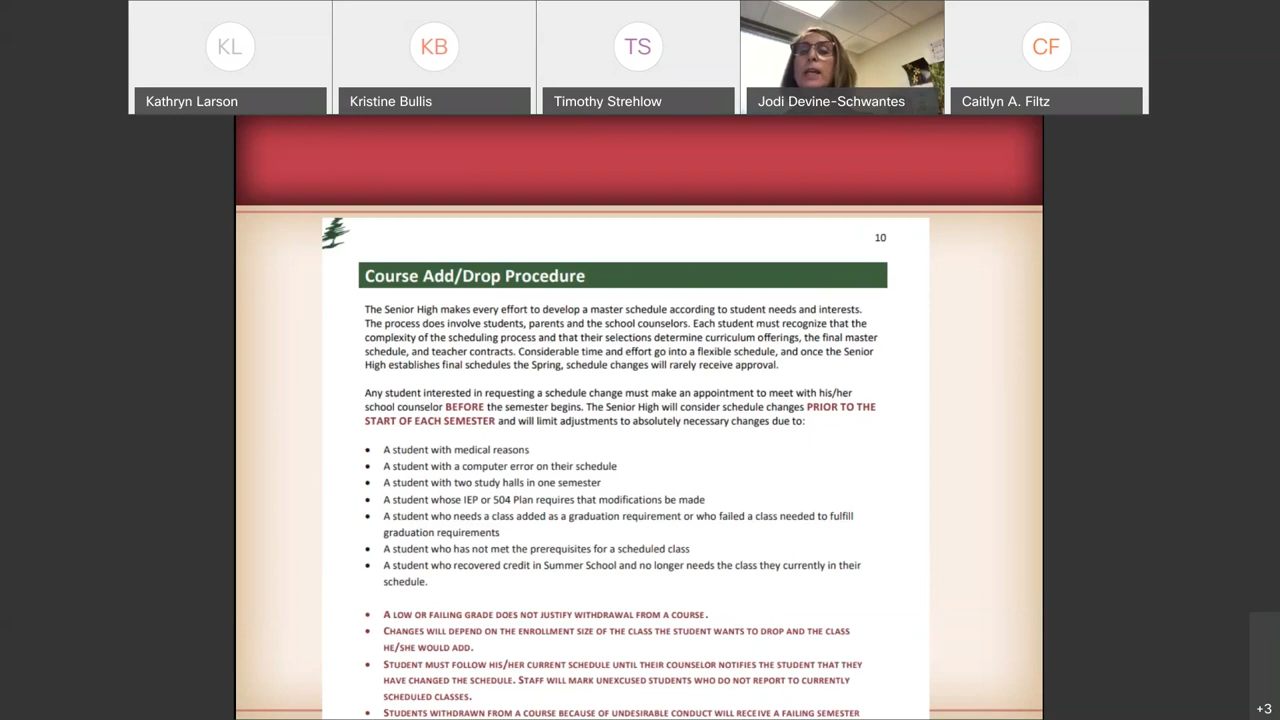 KL
KB
TS
CF
Kathryn Larson
Kristine Bullis
Timothy Strehlow
Jodi Devine-Schwantes
Caitlyn A. Filtz
10
Course Add/Drop Procedure
The Senior High makes every effort to develop a master schedule according to student needs and interests.
The process does involve students, parents and the school counselors. Each student must recognize that the
complexity of the scheduling process and that their selections determine curriculum offerings, the final master
schedule, and teacher contracts. Considerable time and effort go into a flexible schedule, and once the Senior
High establishes final schedules the Spring, schedule changes will rarely receive approval.
Any student interested in requesting a schedule change must make an appointment to meet with his/her
school counselor BEFORE the semester begins. The Senior High will consider schedule changes PRIOR TO THE
START OF EACH SEMESTER and will limit adjustments to absolutely necessary changes due to:
• A student with medical reasons
• A student with a computer error on their schedule
• A student with two study halls in one semester
• A student whose IEP or 504 Plan requires that modifications be made
• A student who needs a class added as a graduation requirement or who failed a class needed to fulfill
graduation requirements
• A student who has not met the prerequisites for a scheduled class
• A student who recovered credit in Summer School and no longer needs the class they currently in their
schedule.
• A LOW OR FAILING GRADE DOES NOT JUSTIFY WITHDRAWAL FROM A COURSE.
• CHANGES WILL DEPEND ON THE ENROLLMENT SIZE OF THE CLASS THE STUDENT WANTS TO DROP AND THE CLASS
HE/SHE WOULD ADD.
• STUDENT MUST FOLLOW HIS/HER CURRENT SCHEDULE UNTIL THEIR COUNSELOR NOTIFIES THE STUDENT THAT THEY
HAVE CHANGED THE SCHEDULE. STAFF WILL MARK UNEXCUSED STUDENTS WHO DO NOT REPORT TO CURRENTLY
SCHEDULED CLASSES.
• STUDENTS WITHDRAWN FROM A COURSE BECAUSE OF UNDESIRABLE CONDUCT WILL RECEIVE A FAILING SEMESTER
+3